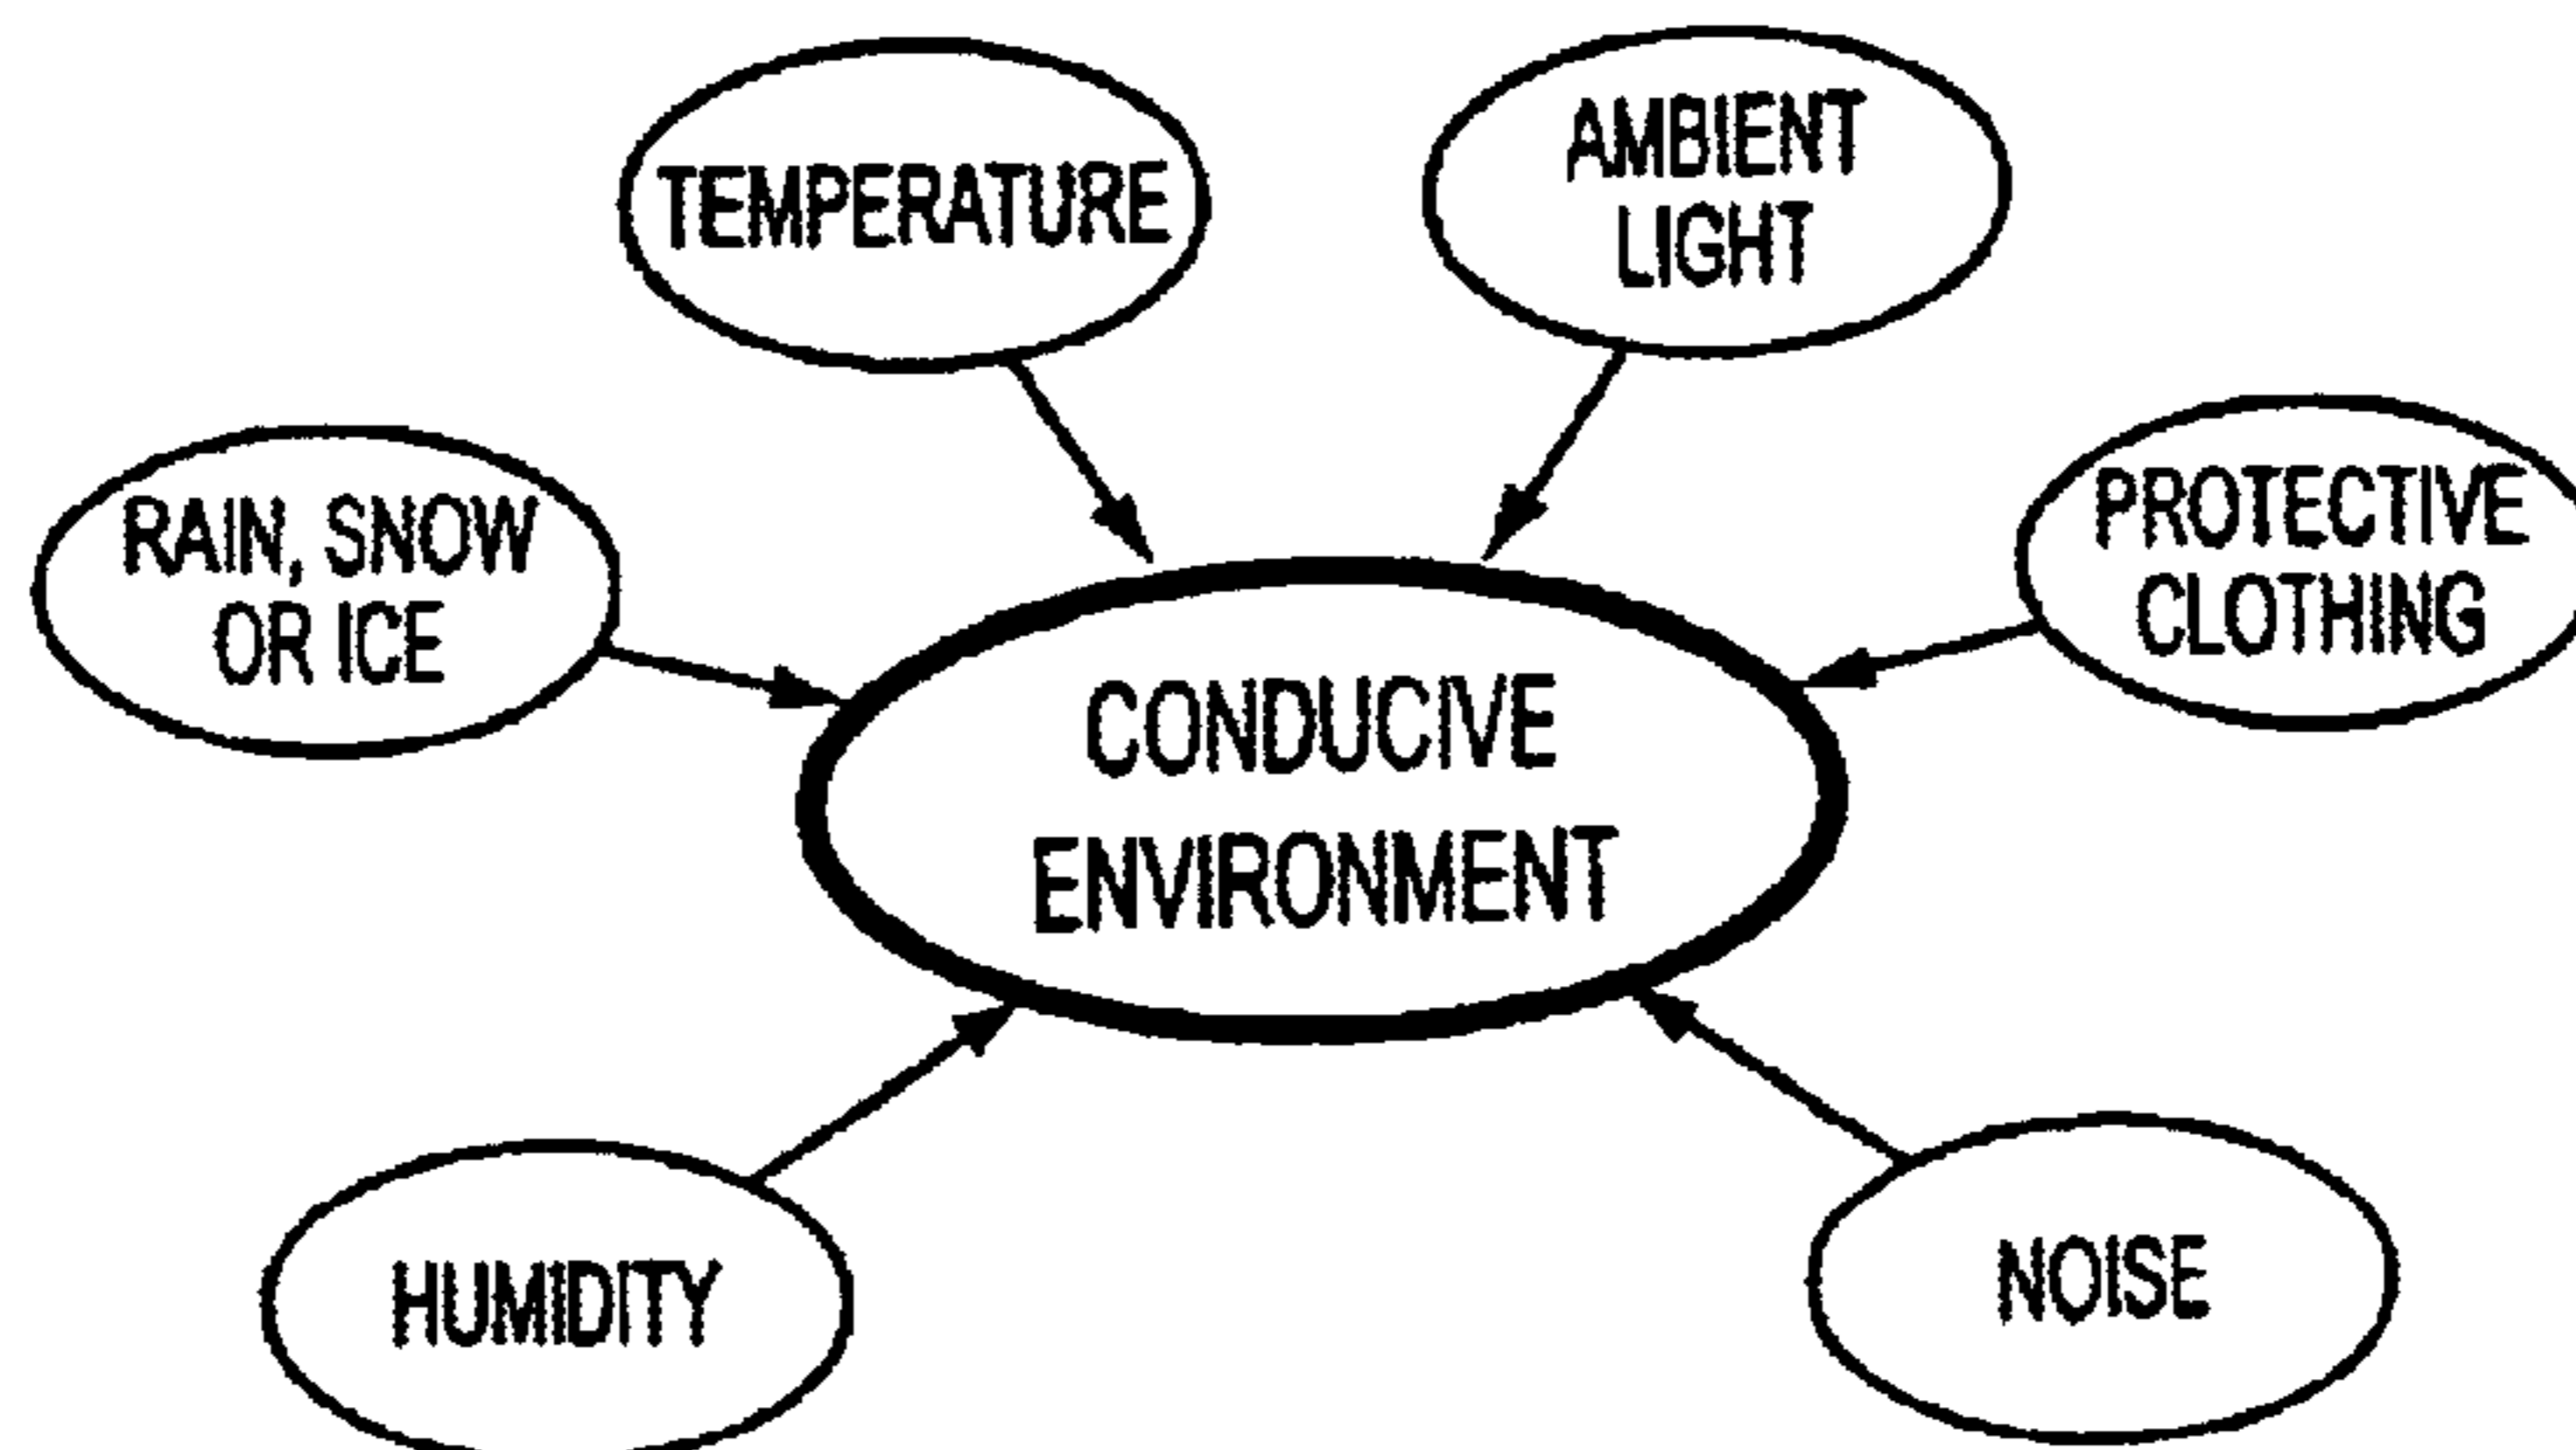 TEMPERATURE
AMBIENT
LIGHT
RAIN, SNOW
OR ICE
PROTECTIVE
CLOTHING
CONDUCIVE
ENVIRONMENT
HUMIDITY
NOISE